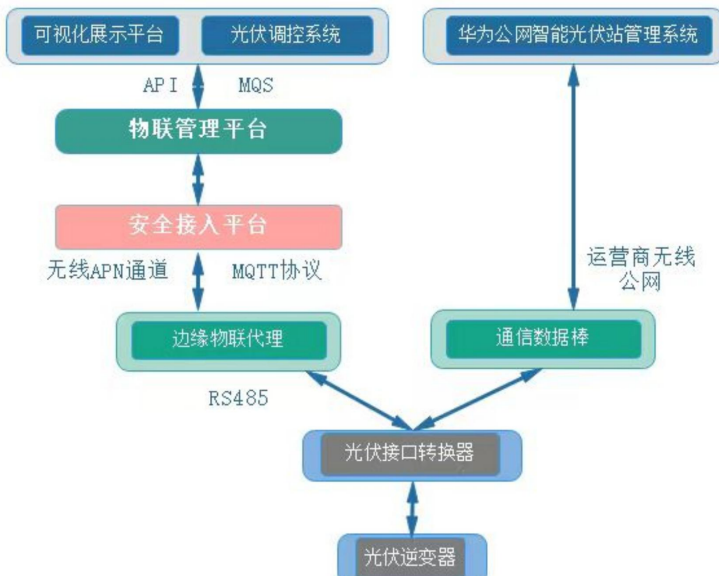 可视化展示平台
光伏调控系统
华为公网智能光伏站管理系统
API
MQS
物联管理平台
安全接入平台
无线APN通道
MQTT协议
运营商无线
公网
边缘物联代理
通信数据棒
RS485
光伏接口转换器
光伏逆变器